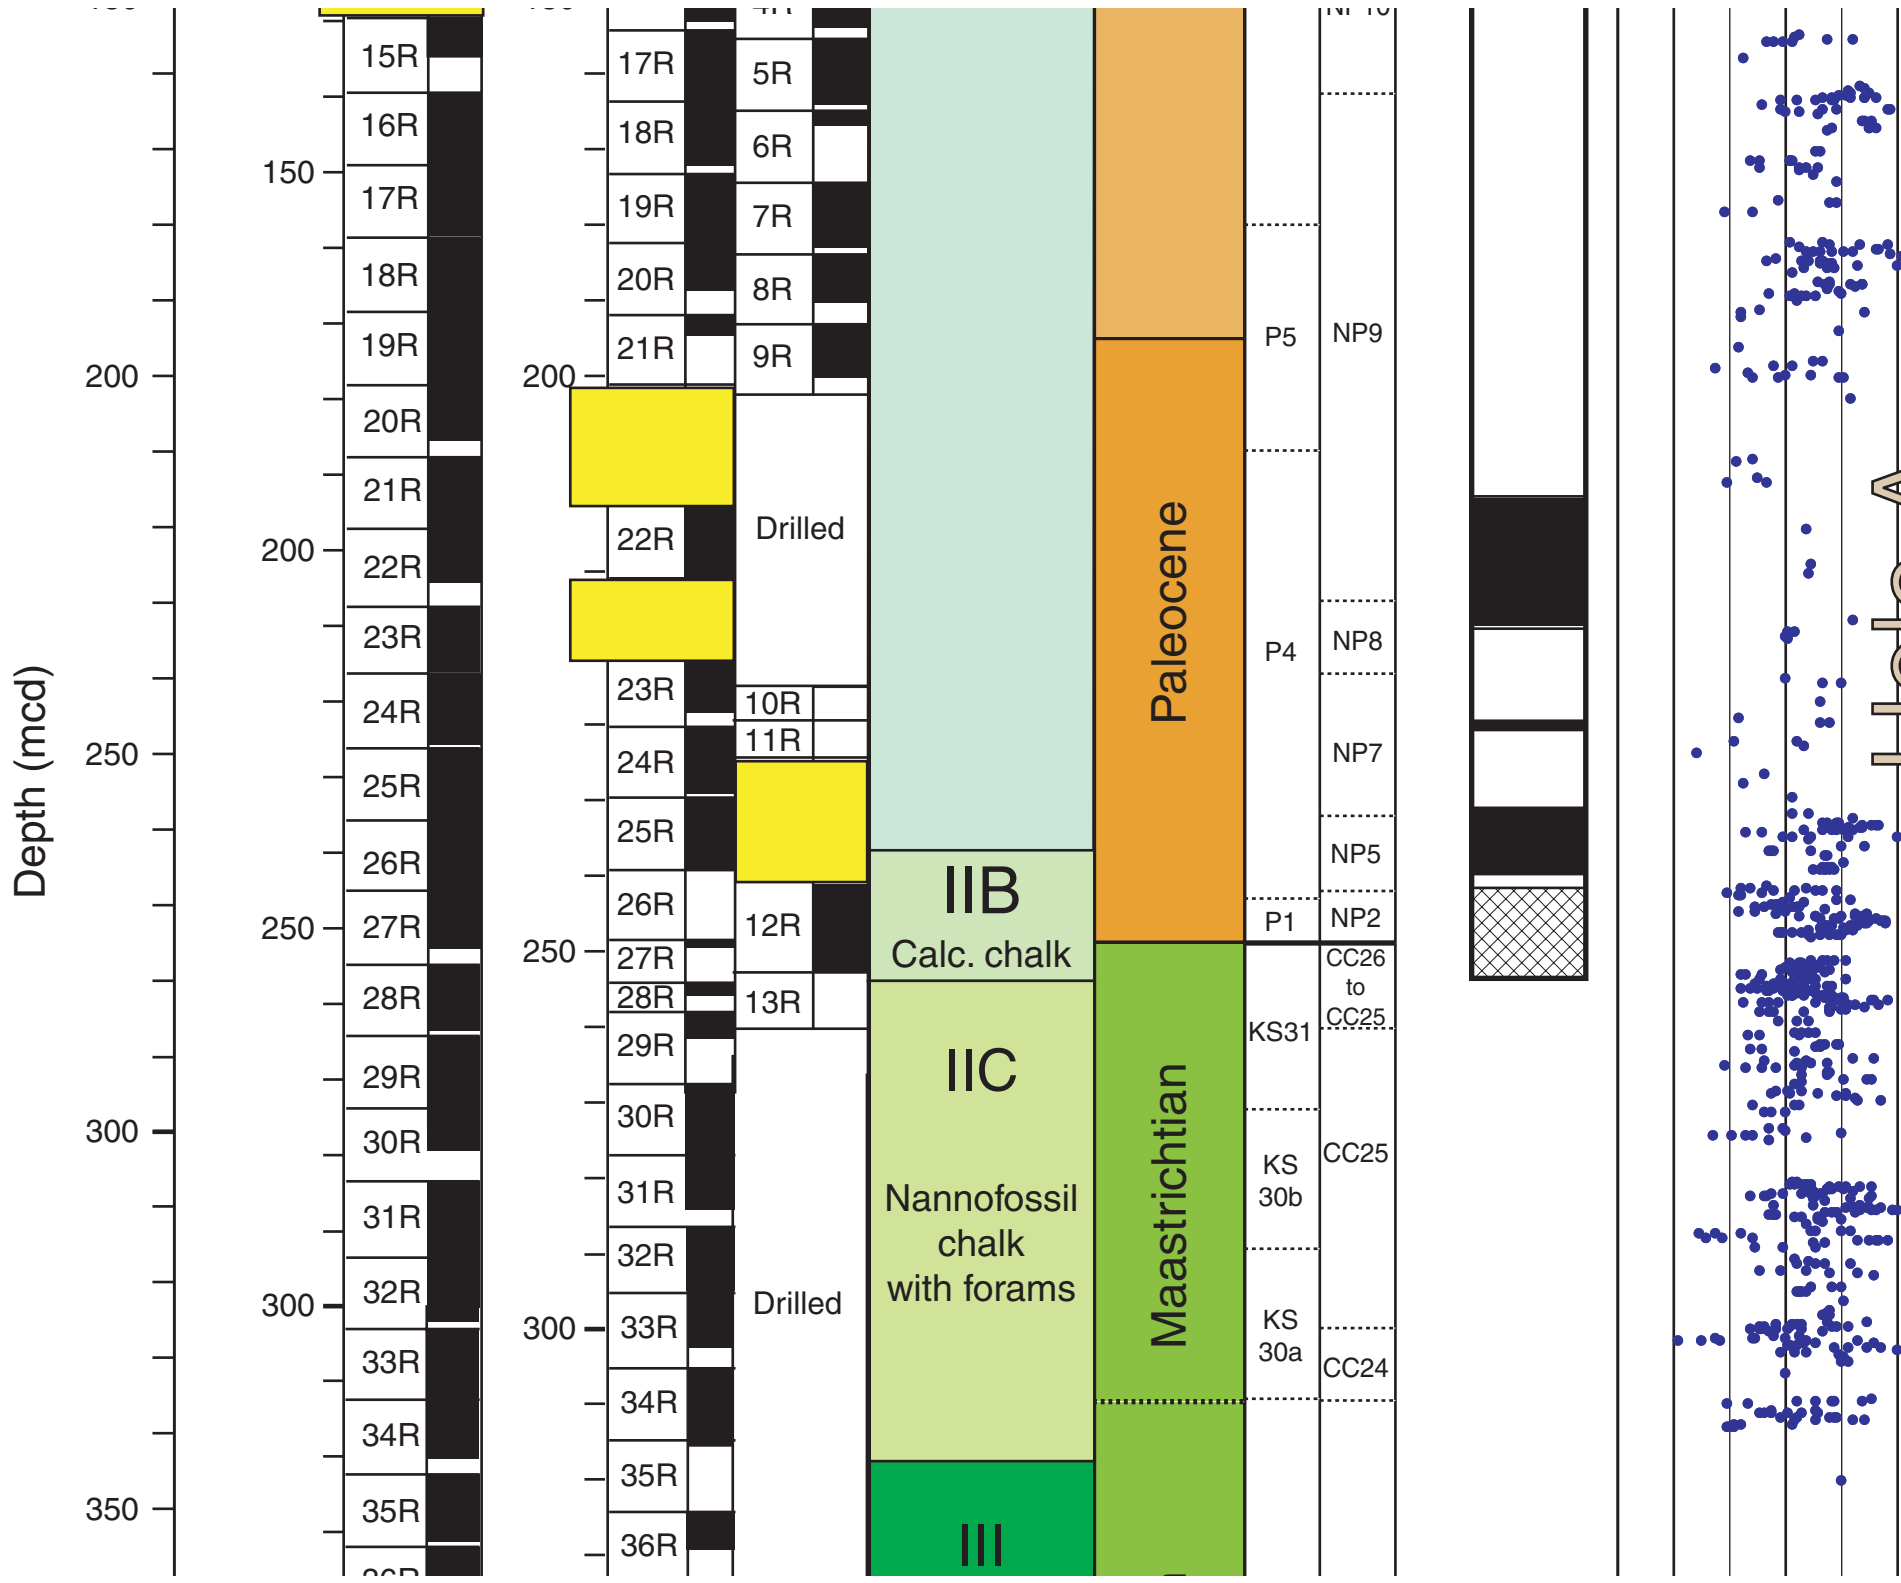 Depth (mcd)
200
250
300
350
150
200
250
300
15R
16R
17R
18R
19R
20R
21R
22R
23R
24R
25R
26R
27R
28R
29R
30R
31R
32R
33R
34R
35R
200
250
300
17R
18R
19R
20R
21R
22R
23R
24R
25R
26R
27R
28R
29R
30R
31R
32R
33R
34R
35R
36R
5R
6R
7R
8R
9R
Drilled
10R
11R
12R
13R
Drilled
IIB
Calc. chalk
IIC
Nannofossil
chalk
with forams
III
Paleocene
Maastrichtian
P5
P4
P1
KS31
KS
30b
KS
30a
NP9
NP8
NP7
NP5
NP2
CC26
to
CC25
CC25
CC24